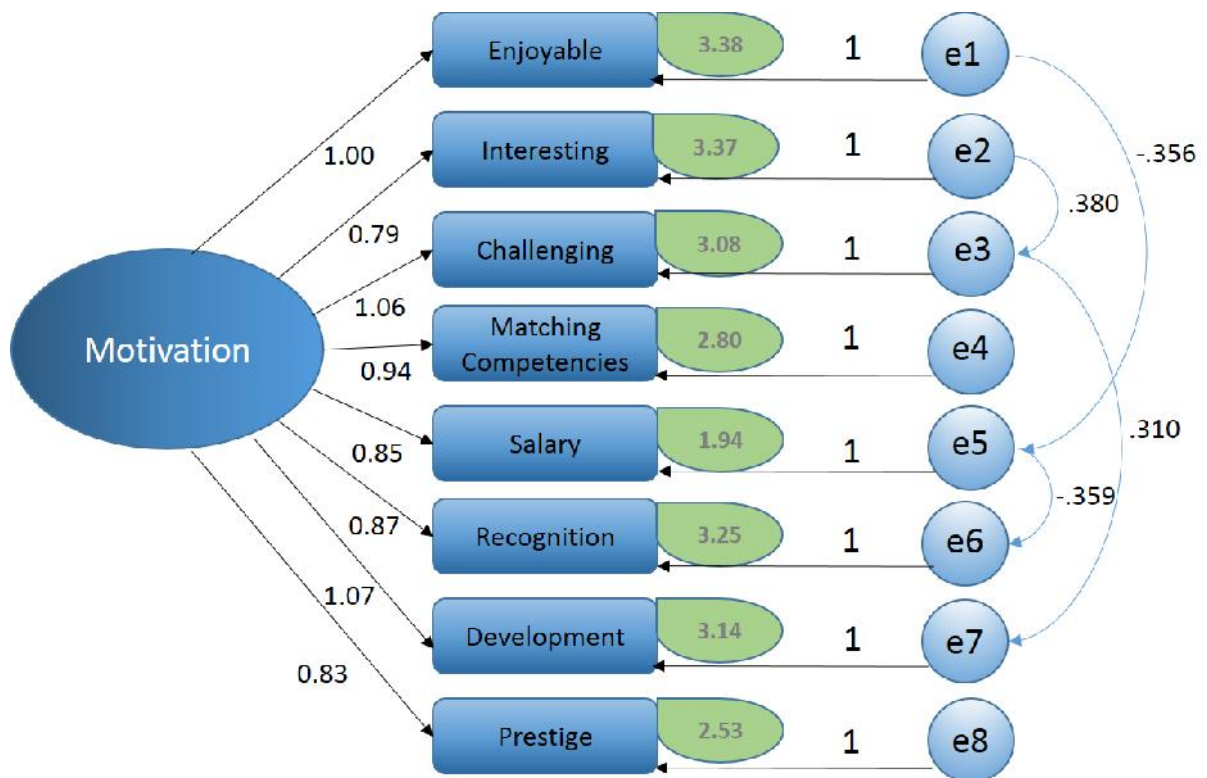 Enjoyable 3.38 1 e1
1.00
Interesting 3.37 1 e2
-.356
.380
0.79
Challenging 3.08 1 e3
1.06
Motivation
Matching
Competencies
2.80 1 e4
0.94
Salary 1.94 1 e5
.310
0.85
-.359
0.87
Recognition 3.25 1 e6
1.07
Development 3.14 1 e7
0.83
Prestige 2.53 1 e8